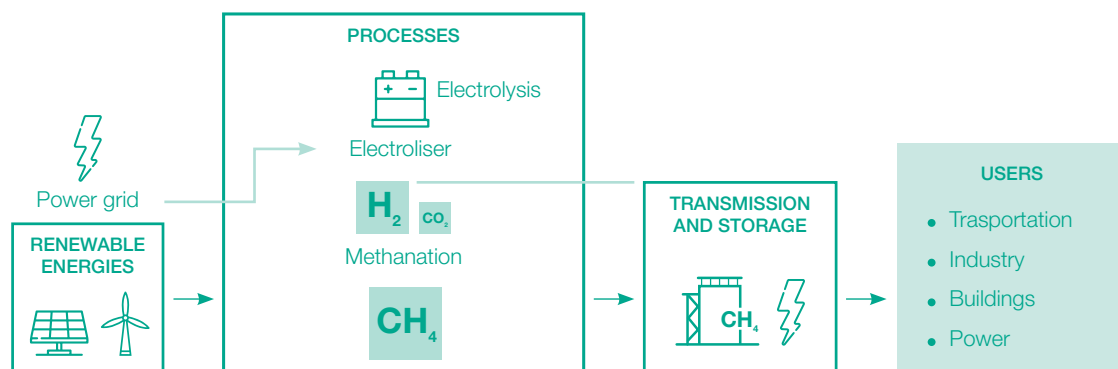 PROCESSES
+ −
Electrolysis
Electroliser
Power grid
H₂
CO₂
Methanation
CH₄
RENEWABLE
ENERGIES
TRANSMISSION
AND STORAGE
CH₄
USERS
• Trasportation
• Industry
• Buildings
• Power